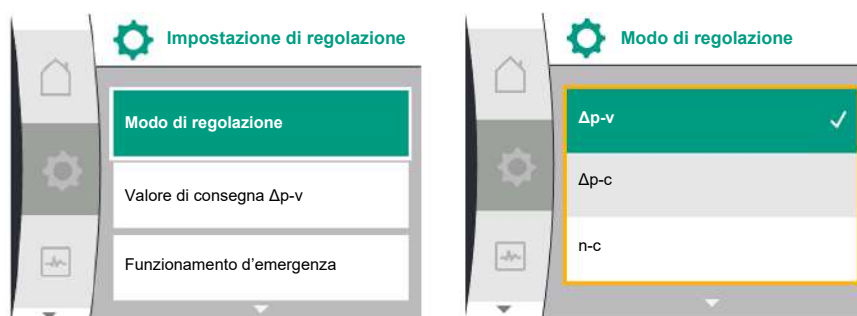 Impostazione di regolazione
Modo di regolazione
Valore di consegna Δp-v
Funzionamento d'emergenza
Modo di regolazione
Δp-v
Δp-c
n-c